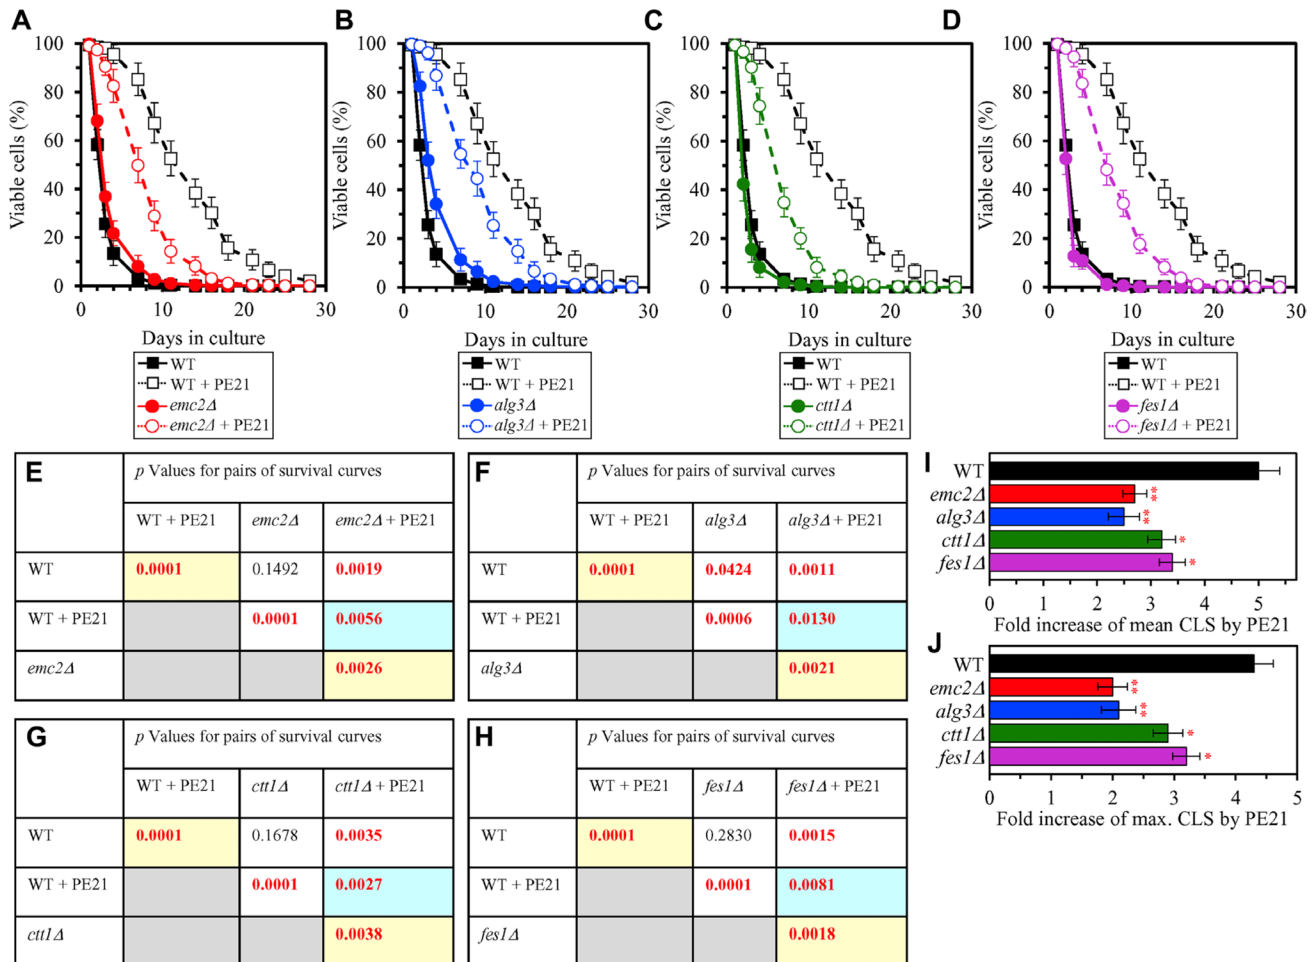 A
B
C
D
Viable cells (%)
100
80
60
40
20
0
0 10 20 30
Days in culture
WT
WT + PE21
emc2Δ
emc2Δ + PE21
Viable cells (%)
100
80
60
40
20
0
0 10 20 30
Days in culture
WT
WT + PE21
alg3Δ
alg3Δ + PE21
Viable cells (%)
100
80
60
40
20
0
0 10 20 30
Days in culture
WT
WT + PE21
ctt1Δ
ctt1Δ + PE21
Viable cells (%)
100
80
60
40
20
0
0 10 20 30
Days in culture
WT
WT + PE21
fes1Δ
fes1Δ + PE21
E
p Values for pairs of survival curves
WT + PE21 emc2Δ emc2Δ + PE21
WT 0.0001 0.1492 0.0019
WT + PE21 0.0001 0.0056
emc2Δ 0.0026
F
p Values for pairs of survival curves
WT + PE21 alg3Δ alg3Δ + PE21
WT 0.0001 0.0424 0.0011
WT + PE21 0.0006 0.0130
alg3Δ 0.0021
G
p Values for pairs of survival curves
WT + PE21 ctt1Δ ctt1Δ + PE21
WT 0.0001 0.1678 0.0035
WT + PE21 0.0001 0.0027
ctt1Δ 0.0038
H
p Values for pairs of survival curves
WT + PE21 fes1Δ fes1Δ + PE21
WT 0.0001 0.2830 0.0015
WT + PE21 0.0001 0.0081
fes1Δ 0.0018
I
WT
emc2Δ **
alg3Δ **
ctt1Δ *
fes1Δ *
0 1 2 3 4 5
Fold increase of mean CLS by PE21
J
WT
emc2Δ **
alg3Δ **
ctt1Δ *
fes1Δ *
0 1 2 3 4 5
Fold increase of max. CLS by PE21